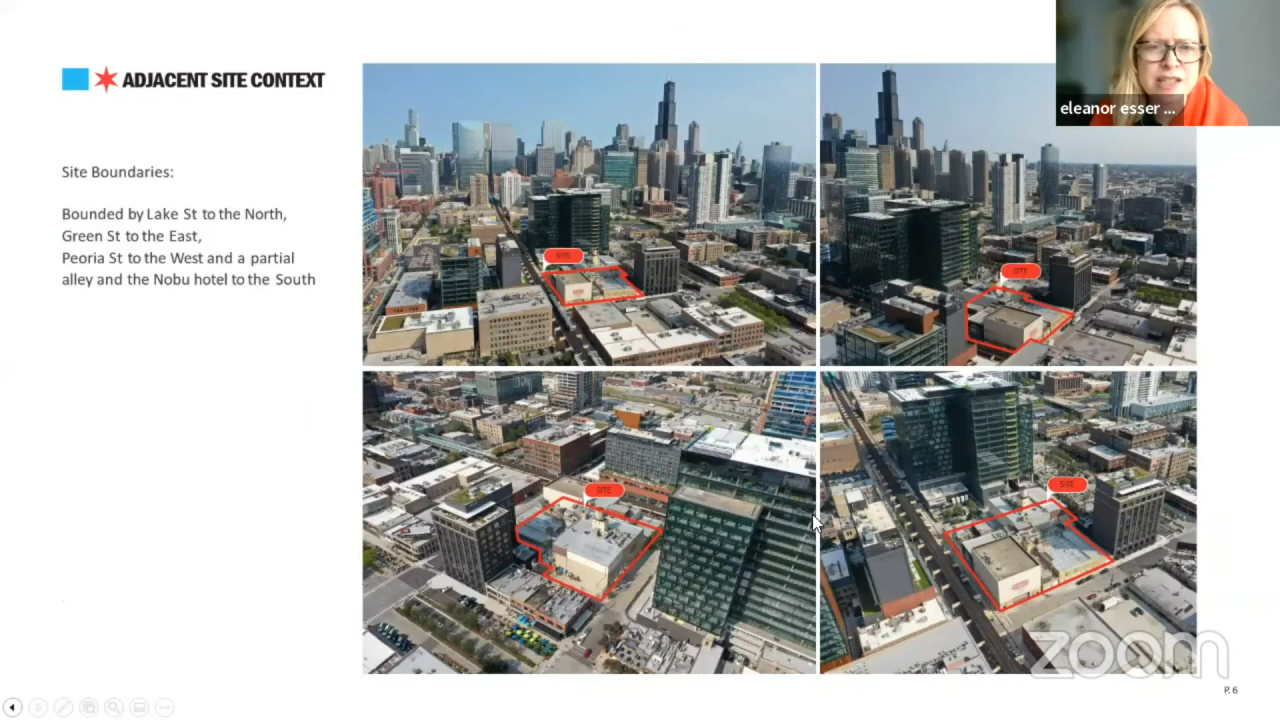 ADJACENT SITE CONTEXT
Site Boundaries:
Bounded by Lake St to the North,
Green St to the East,
Peoria St to the West and a partial
alley and the Nobu hotel to the South
eleanor esser ...
SITE
SITE
SITE
SITE
zoom
P. 6